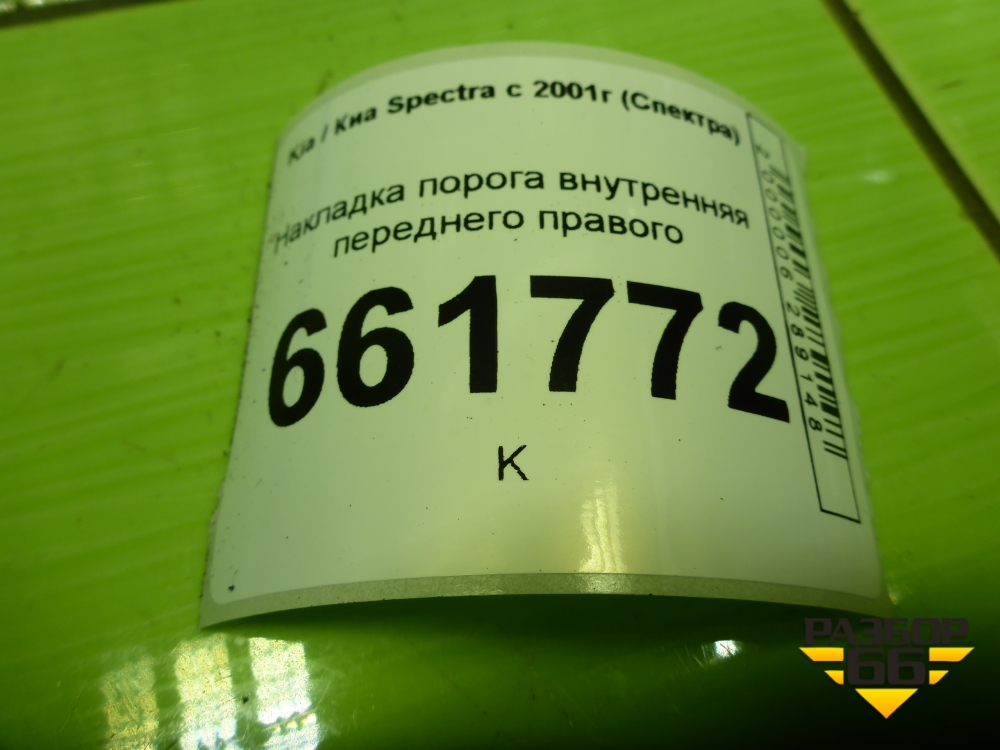 Kia / Киа Spectra с 2001г (Спектра)
"Накладка порога внутренняя
переднего правого
661772
К
2000006289148
РАЗБОР
66